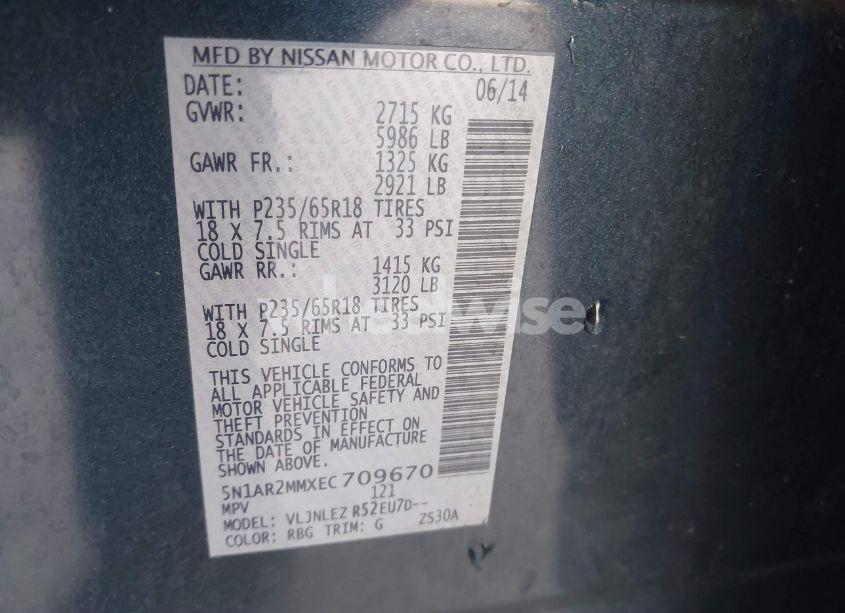 MFD BY NISSAN MOTOR CO., LTD.
DATE: 06/14
GVWR: 2715 KG
5986 LB
GAWR FR.: 1325 KG
2921 LB
WITH P235/65R18 TIRES
18 X 7.5 RIMS AT 33 PSI
COLD SINGLE
GAWR RR.: 1415 KG
3120 LB
WITH P235/65R18 TIRES
18 X 7.5 RIMS AT 33 PSI
COLD SINGLE
THIS VEHICLE CONFORMS TO
ALL APPLICABLE FEDERAL
MOTOR VEHICLE SAFETY AND
THEFT PREVENTION
STANDARDS IN EFFECT ON
THE DATE OF MANUFACTURE
SHOWN ABOVE.
5N1AR2MMXEC709670
MPV 121
MODEL: VLJNLEZ R52EU7D-- ZS30A
COLOR: RBG TRIM: G